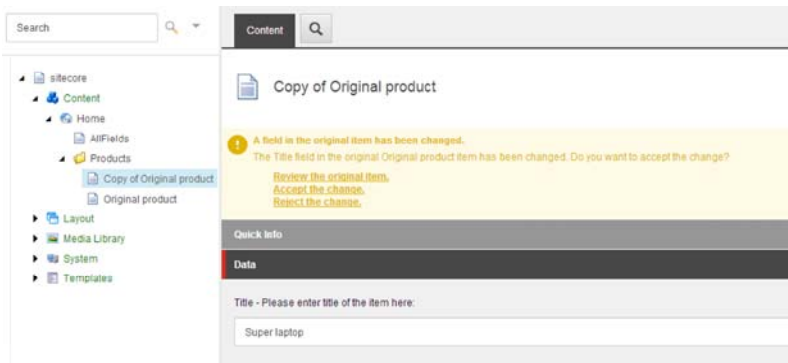 Search
sitecore
Content
Home
AllFields
Products
Copy of Original product
Original product
Layout
Media Library
System
Templates
Content
Copy of Original product
A field in the original item has been changed.
The Title field in the original Original product item has been changed. Do you want to accept the change?
Review the original item.
Accept the change.
Reject the change.
Quick Info
Data
Title - Please enter title of the item here:
Super laptop